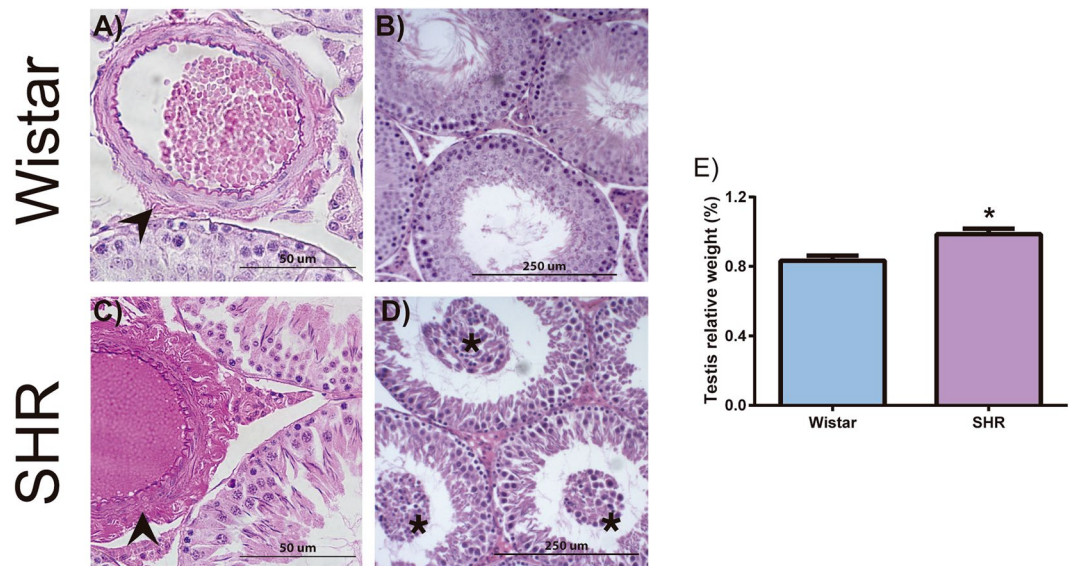 Wistar
A)
50 um
B)
250 um
SHR
C)
50 um
D)
*
*
*
250 um
E)
Testis relative weight (%)
1.2
0.8
0.4
0.0
*
Wistar
SHR